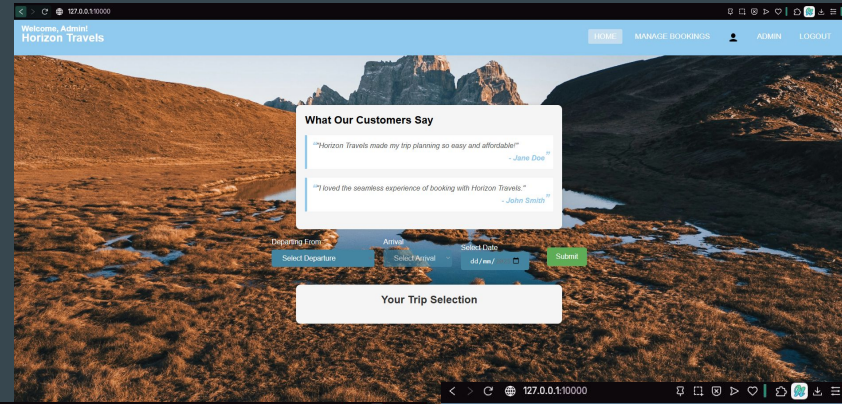 127.0.0.1:10000
Welcome, Admin!
Horizon Travels
HOME MANAGE BOOKINGS ADMIN LOGOUT
What Our Customers Say
""Horizon Travels made my trip planning so easy and affordable!"
- Jane Doe"
""I loved the seamless experience of booking with Horizon Travels."
- John Smith"
Departing From Arrival Select Date
Select Departure Select Arrival dd/mm/ Submit
Your Trip Selection
127.0.0.1:10000